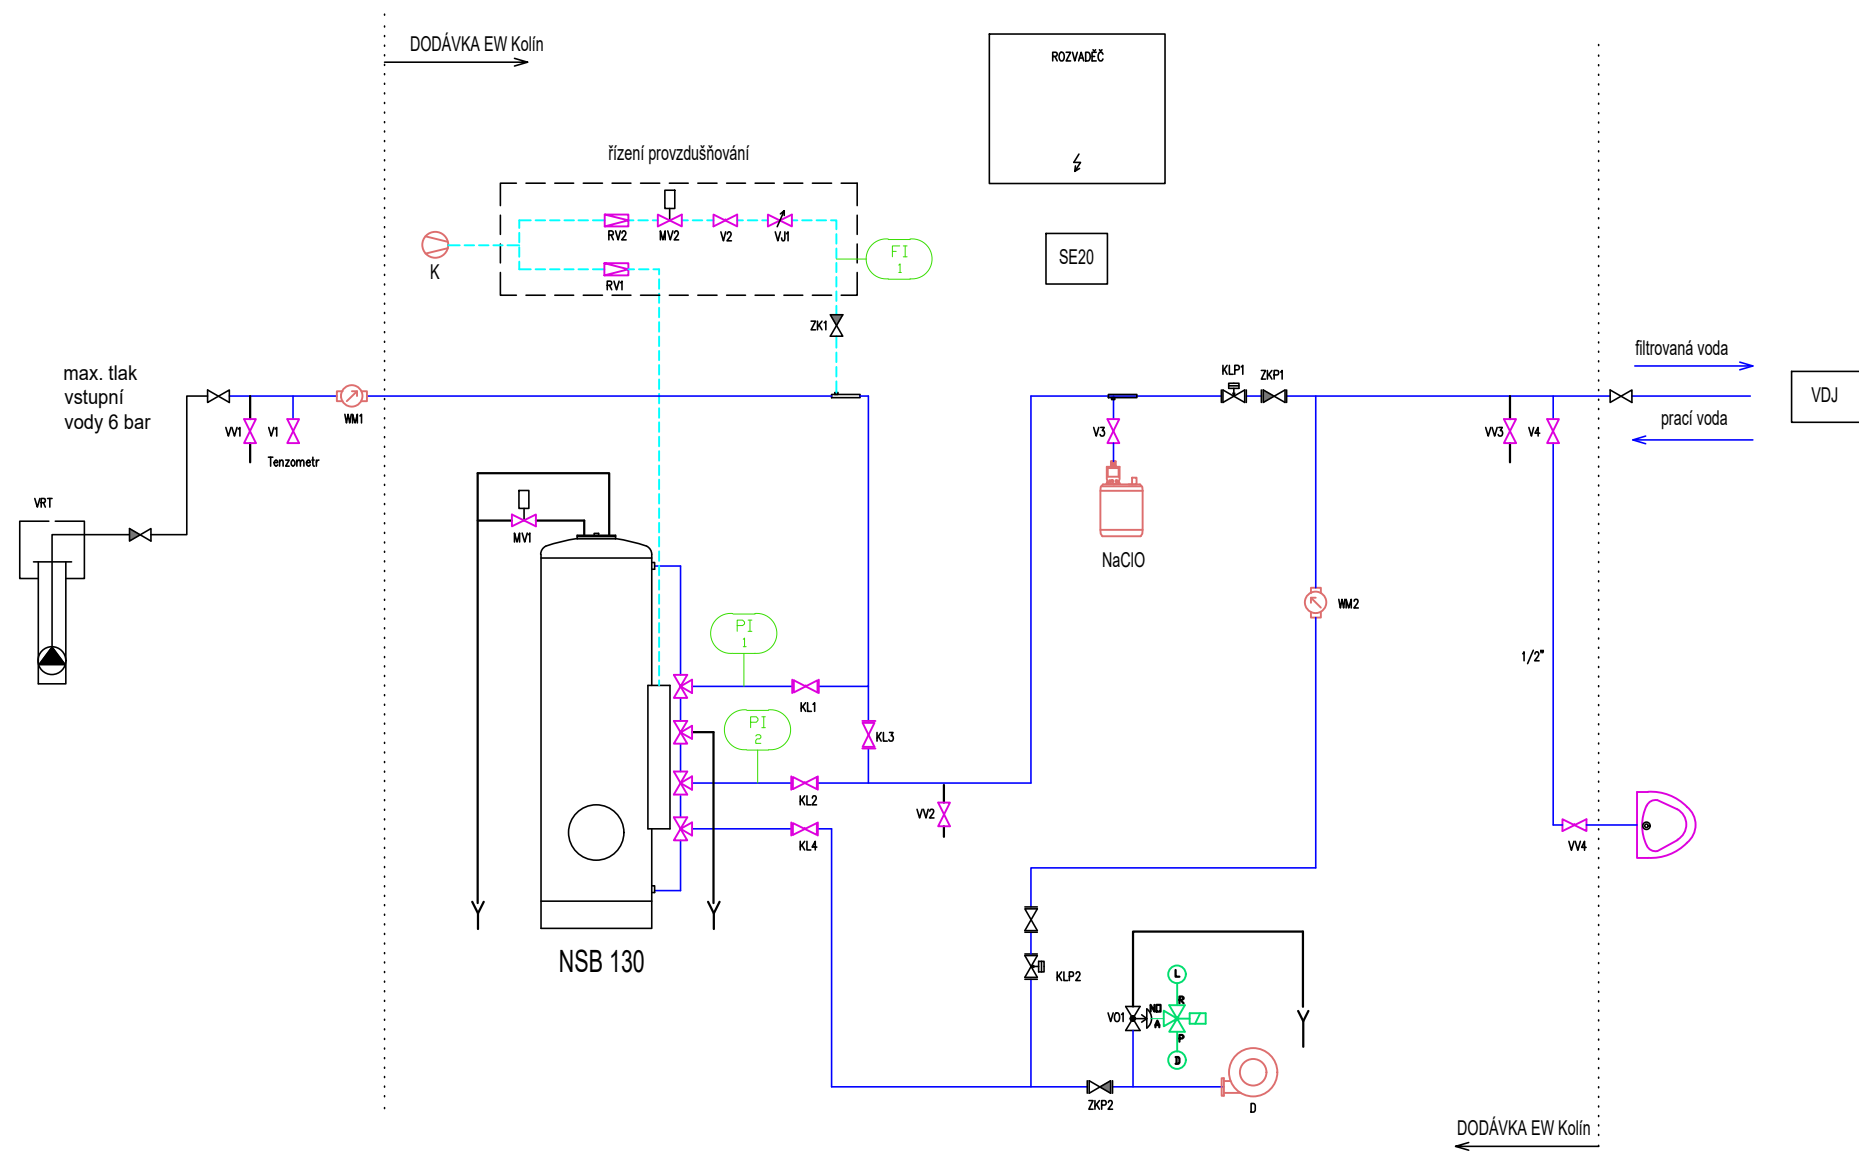 DODÁVKA EW Kolín
ROZVADĚČ
řízení provzdušňování
RV2
MV2
V2
VJ1
FI
1
K
RV1
SE20
ZK1
max. tlak
vstupní
vody 6 bar
VV1
V1
WM1
Tenzometr
KLP1
ZKP1
filtrovaná voda
prací voda
VDJ
V3
VV3
V4
VRT
MV1
NaClO
WM2
PI
1
KL1
1/2"
PI
2
KL3
KL2
VV2
KL4
VV4
NSB 130
KLP2
L
R
NO
VO1
A
P
D
ZKP2
D
DODÁVKA EW Kolín